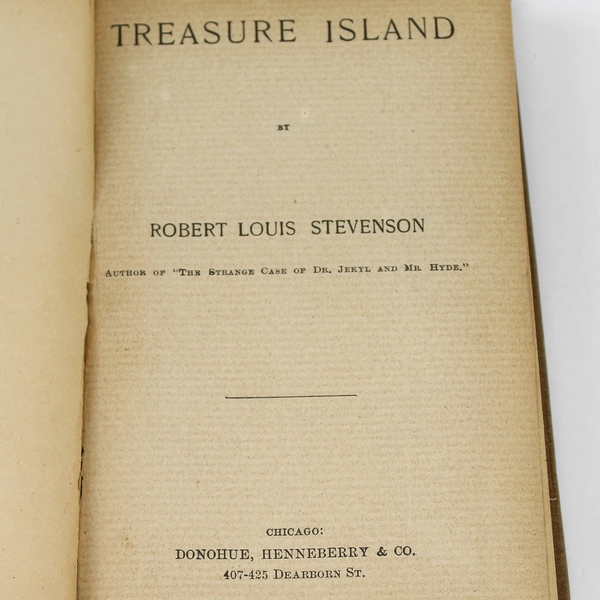 TREASURE ISLAND
BY
ROBERT LOUIS STEVENSON
AUTHOR OF "THE STRANGE CASE OF DR. JEKYL AND MR. HYDE."
CHICAGO:
DONOHUE, HENNEBERRY & CO.
407-425 DEARBORN ST.